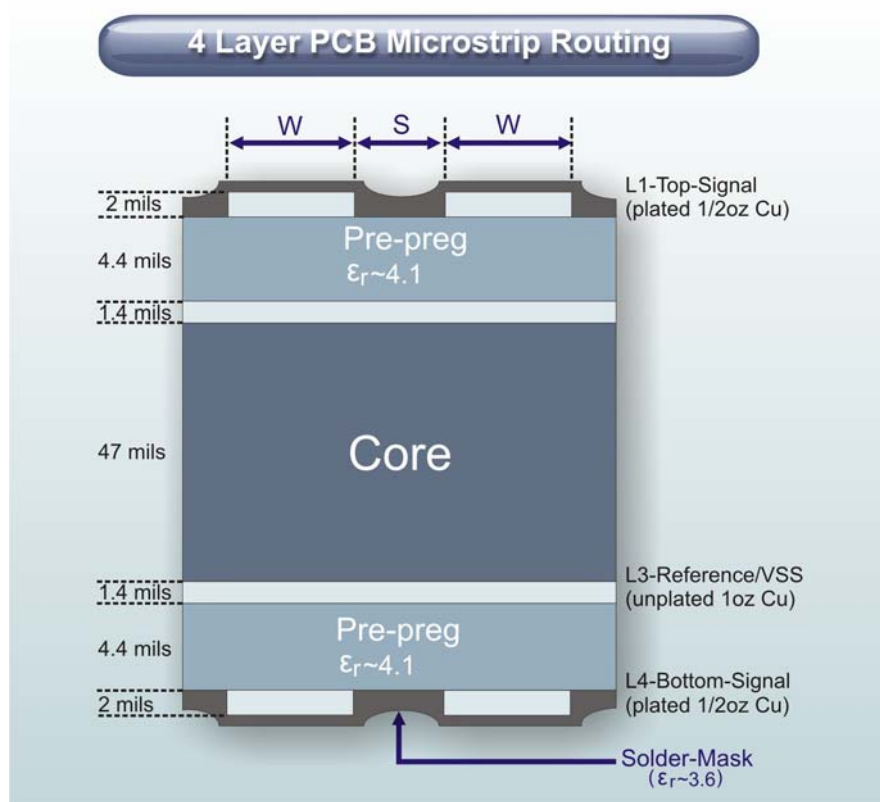 4 Layer PCB Microstrip Routing
W S W
L1-Top-Signal
(plated 1/2oz Cu)
2 mils
Pre-preg
εr~4.1
4.4 mils
1.4 mils
Core
47 mils
L3-Reference/VSS
(unplated 1oz Cu)
1.4 mils
Pre-preg
εr~4.1
4.4 mils
L4-Bottom-Signal
(plated 1/2oz Cu)
2 mils
Solder-Mask
(εr~3.6)